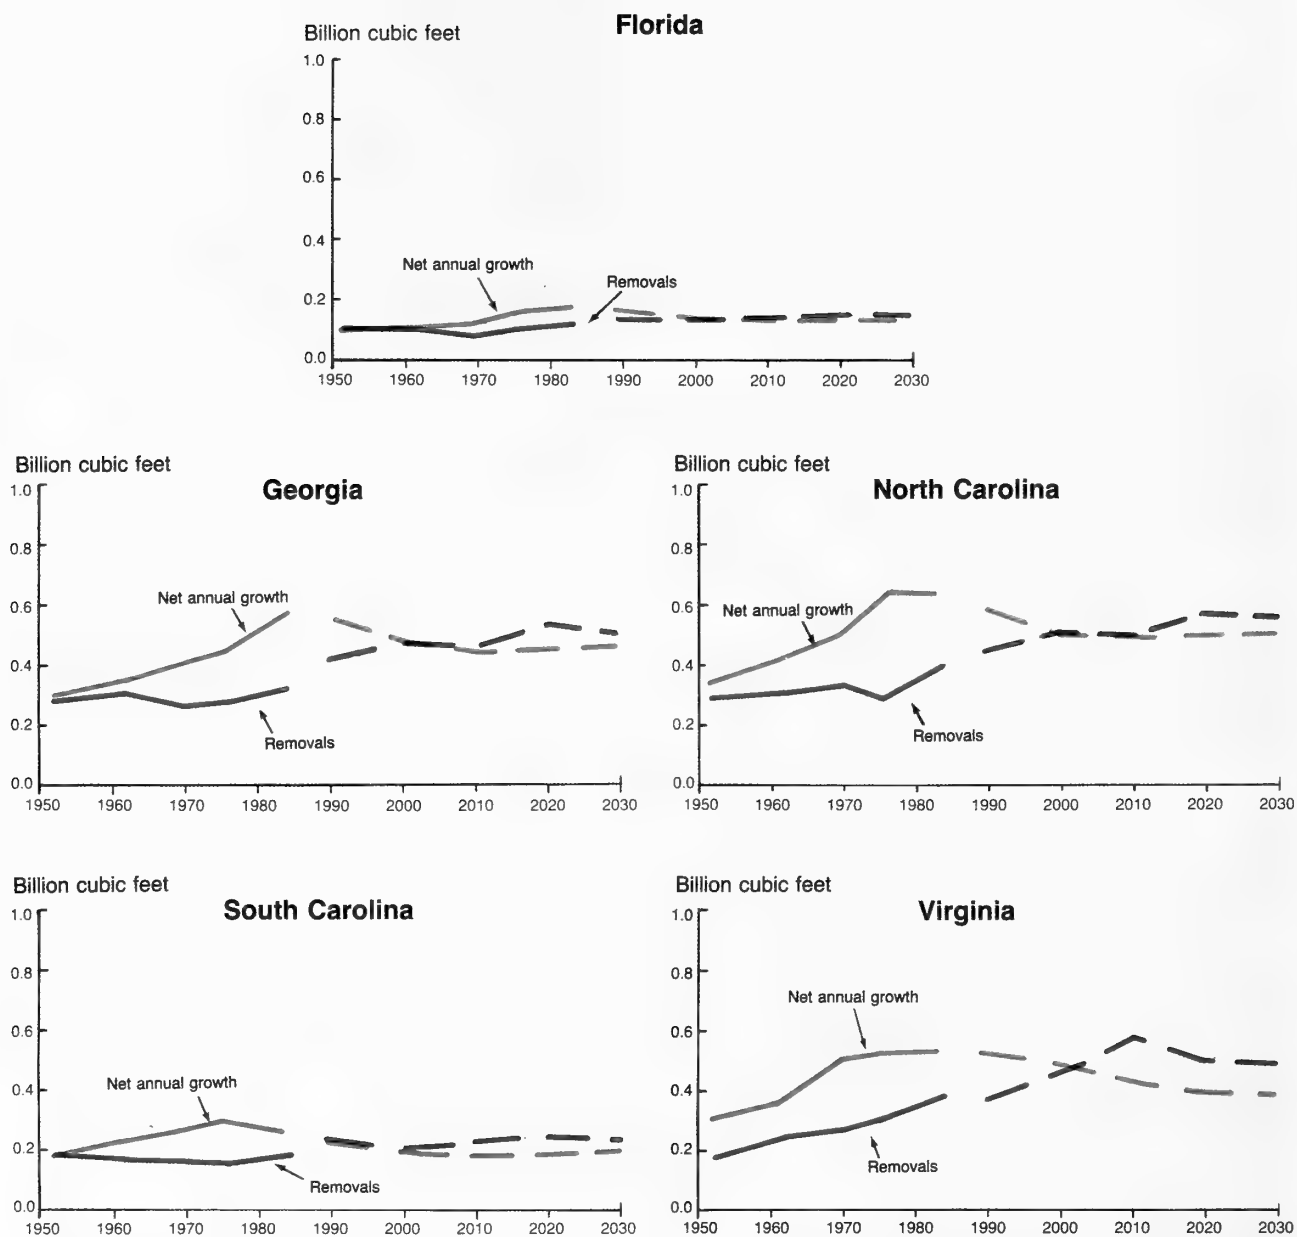 Florida
Billion cubic feet
1.0
0.8
0.6
0.4
0.2
0.0
Net annual growth
Removals
1950 1960 1970 1980 1990 2000 2010 2020 2030
Billion cubic feet
Georgia
1.0
0.8
0.6
0.4
0.2
0.0
Net annual growth
Removals
1950 1960 1970 1980 1990 2000 2010 2020 2030
Billion cubic feet
North Carolina
1.0
0.8
0.6
0.4
0.2
0.0
Net annual growth
Removals
1950 1960 1970 1980 1990 2000 2010 2020 2030
Billion cubic feet
South Carolina
1.0
0.8
0.6
0.4
0.2
0.0
Net annual growth
Removals
1950 1960 1970 1980 1990 2000 2010 2020 2030
Billion cubic feet
Virginia
1.0
0.8
0.6
0.4
0.2
0.0
Net annual growth
Removals
1950 1960 1970 1980 1990 2000 2010 2020 2030